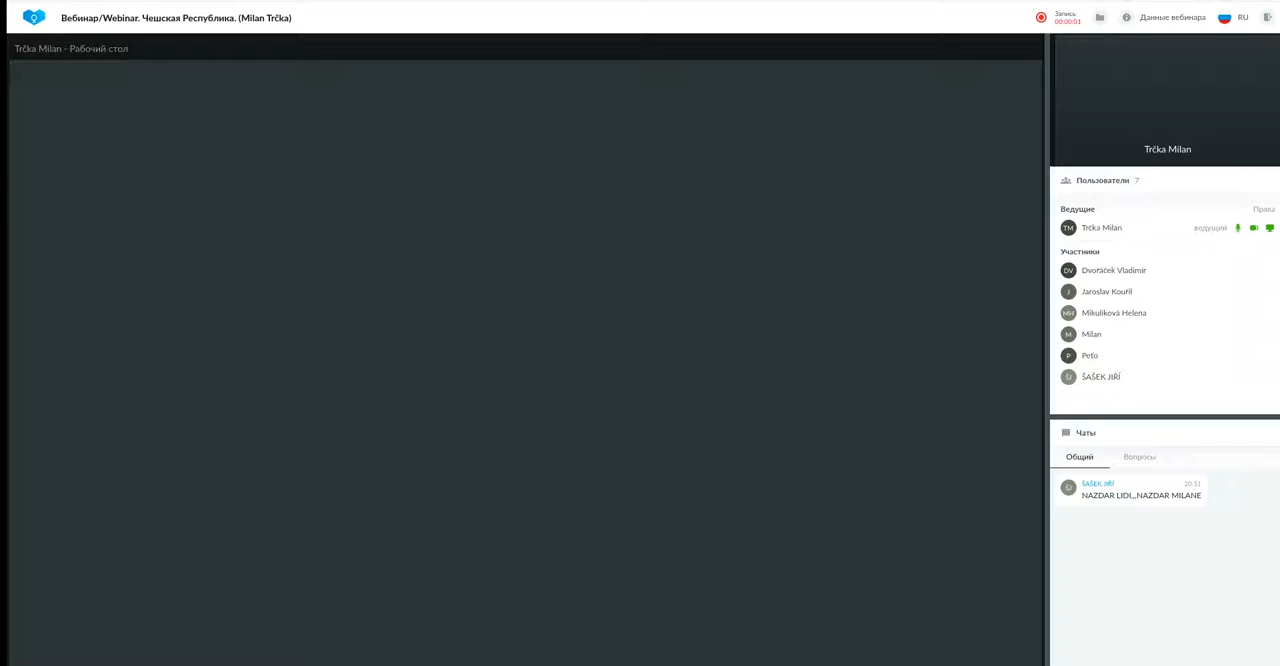 Вебинар/Webinar. Чешская Республика. (Milan Trčka)
Запись
00:00:01
Данные вебинара
RU
Trčka Milan - Рабочий стол
Trčka Milan
Пользователи 7
Ведущие Права
TM Trčka Milan ведущий
Участники
DV Dvořáček Vladimír
J Jaroslav Kouřil
MH Mikulíková Helena
M Milan
P Peťo
ŠJ ŠAŠEK JIŘÍ
Чаты
Общий Вопросы
ŠJ ŠAŠEK JIŘÍ 20:51
NAZDAR LIDI,,,NAZDAR MILANE